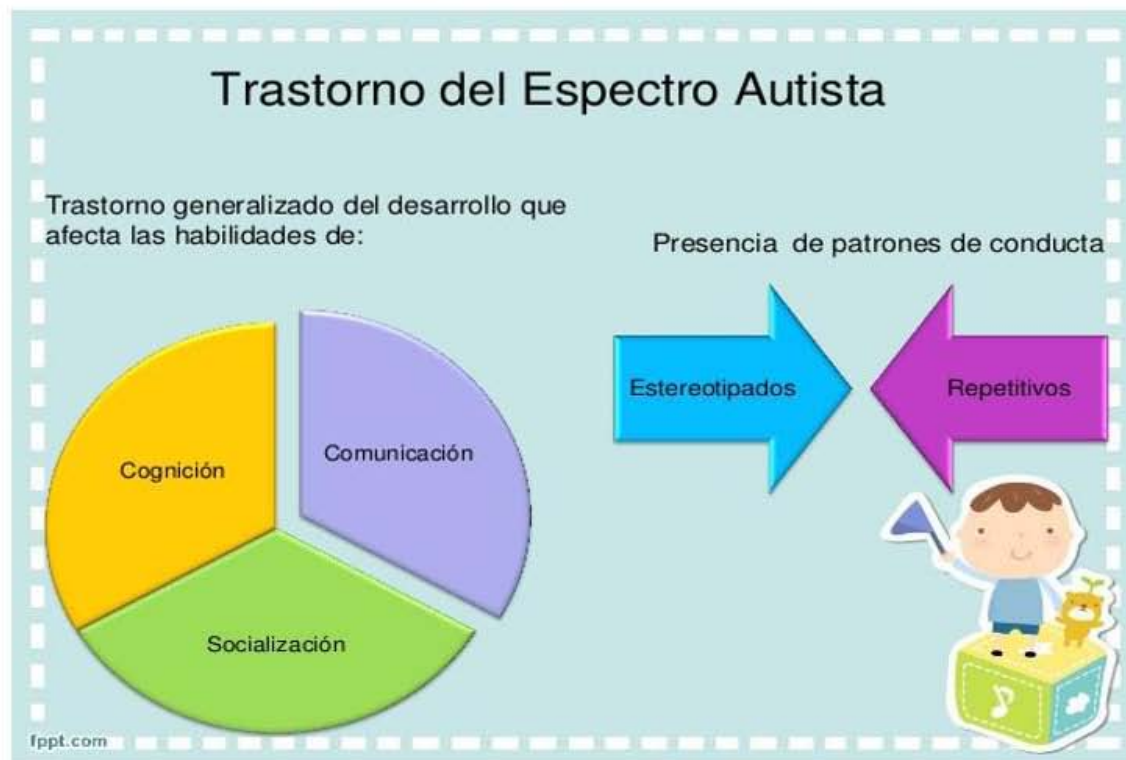 Trastorno del Espectro Autista
Trastorno generalizado del desarrollo que
afecta las habilidades de:
Cognición
Comunicación
Socialización
Presencia de patrones de conducta
Estereotipados
Repetitivos
fppt.com